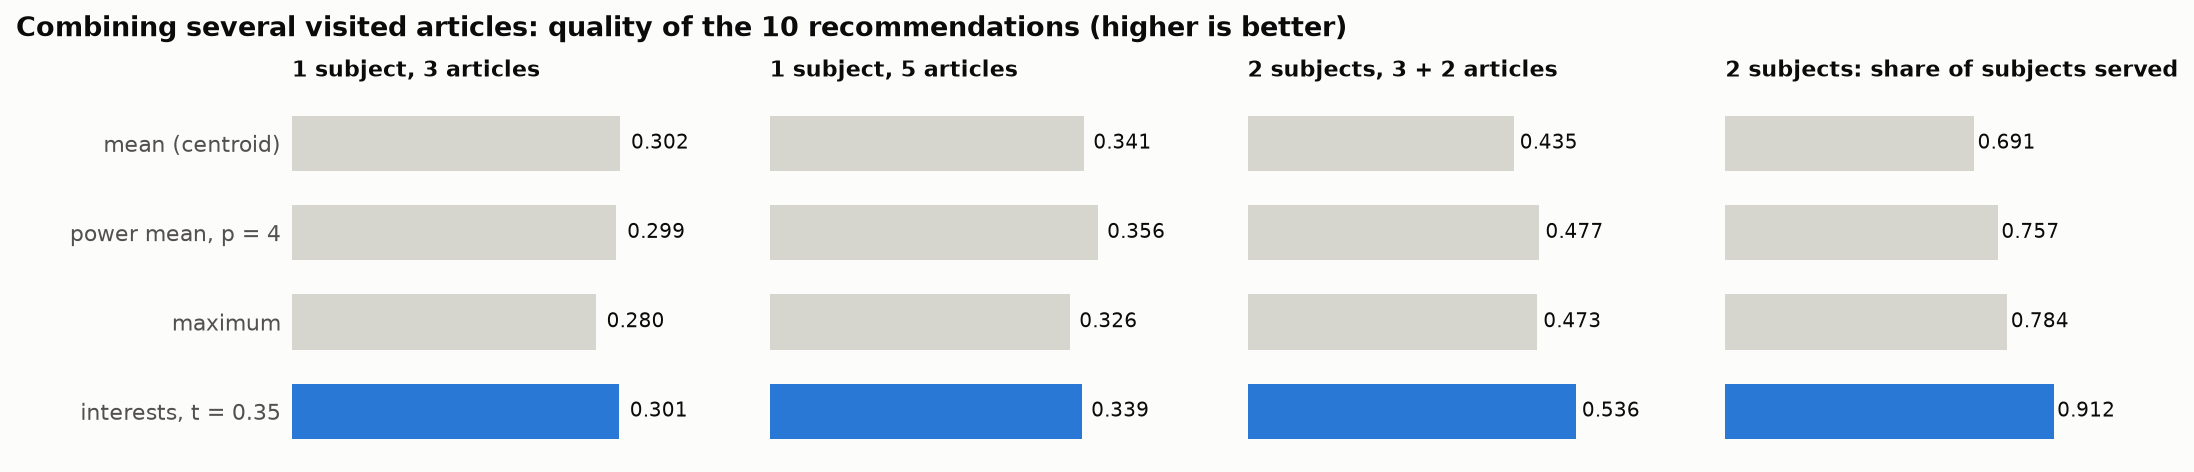 Combining several visited articles: quality of the 10 recommendations (higher is better)
1 subject, 3 articles
1 subject, 5 articles
2 subjects, 3 + 2 articles
2 subjects: share of subjects served
mean (centroid)
0.302
0.341
0.435
0.691
power mean, p = 4
0.299
0.356
0.477
0.757
maximum
0.280
0.326
0.473
0.784
interests, t = 0.35
0.301
0.339
0.536
0.912